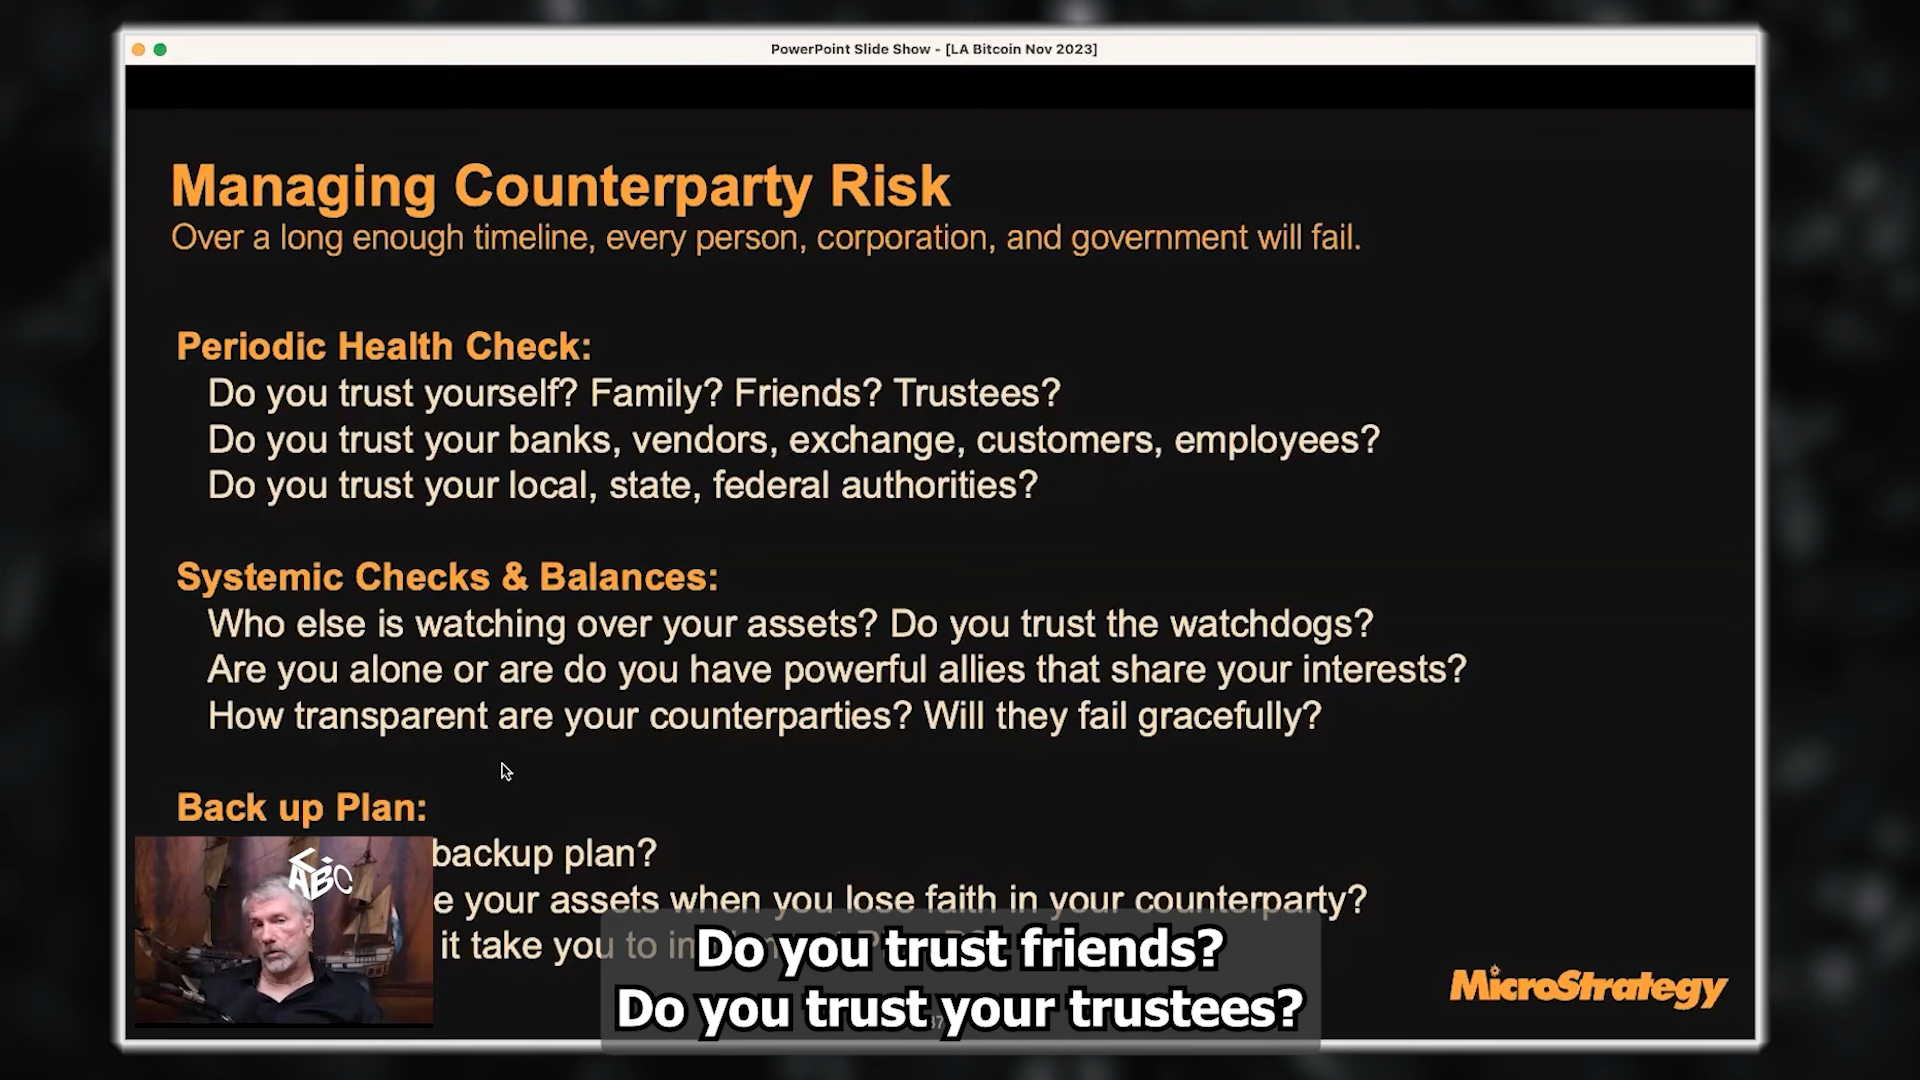 PowerPoint Slide Show - [LA Bitcoin Nov 2023]
Managing Counterparty Risk
Over a long enough timeline, every person, corporation, and government will fail.
Periodic Health Check:
Do you trust yourself? Family? Friends? Trustees?
Do you trust your banks, vendors, exchange, customers, employees?
Do you trust your local, state, federal authorities?
Systemic Checks & Balances:
Who else is watching over your assets? Do you trust the watchdogs?
Are you alone or are do you have powerful allies that share your interests?
How transparent are your counterparties? Will they fail gracefully?
Back up Plan:
backup plan?
your assets when you lose faith in your counterparty?
it take you to
ABC
MicroStrategy
Do you trust friends?
Do you trust your trustees?